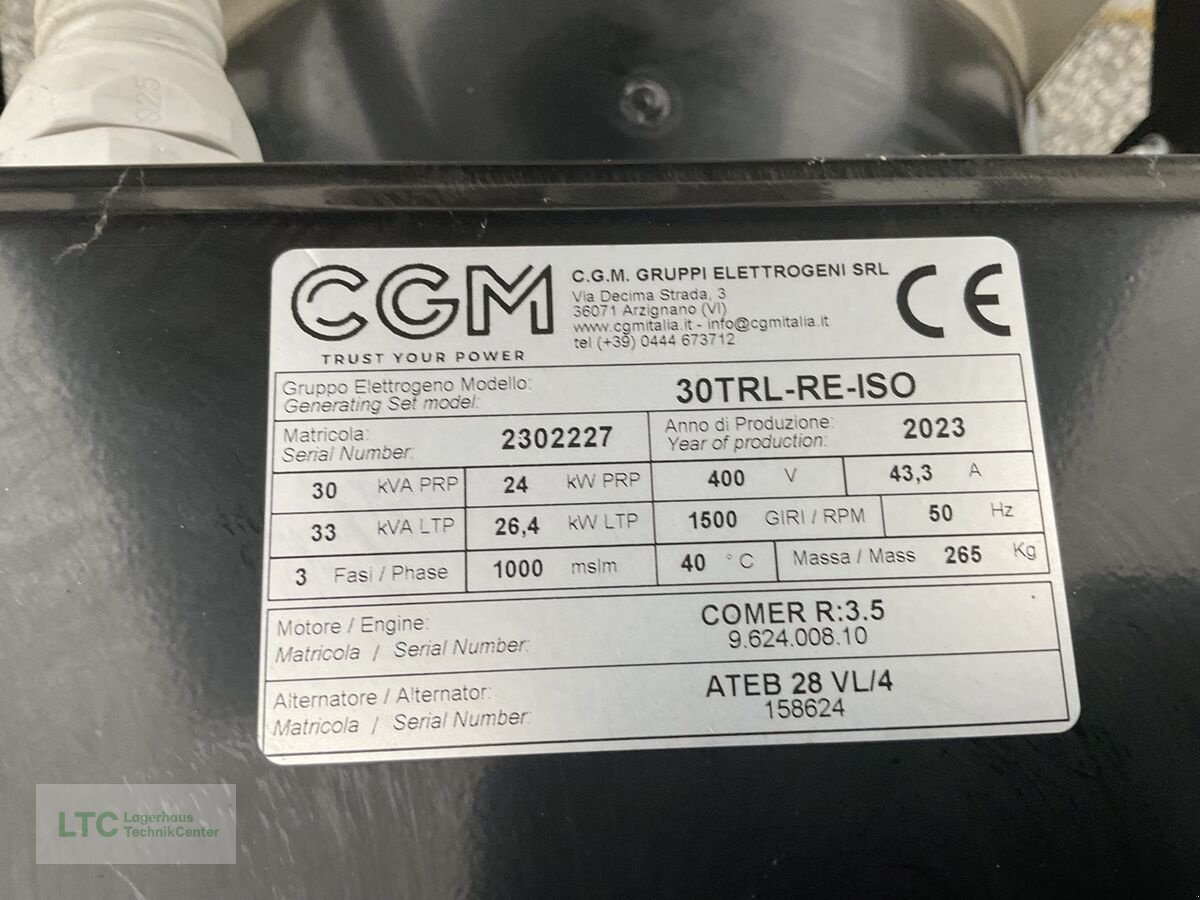 025
CGM
TRUST YOUR POWER
C.G.M. GRUPPI ELETTROGENI SRL
Via Decima Strada, 3
36071 Arzignano (VI)
www.cgmitalia.it - info@cgmitalia.it
tel (+39) 0444 673712
CE
Gruppo Elettrogeno Modello: 30TRL-RE-ISO
Generating Set model:
Matricola: 2302227 Anno di Produzione: 2023
Serial Number: Year of production:
30 kVA PRP 24 kW PRP 400 V 43,3 A
33 kVA LTP 26,4 kW LTP 1500 GIRI / RPM 50 Hz
3 Fasi / Phase 1000 mslm 40 ° C Massa / Mass 265 Kg
Motore / Engine: COMER R:3.5
Matricola / Serial Number: 9.624.008.10
Alternatore / Alternator: ATEB 28 VL/4
Matricola / Serial Number: 158624
LTC Lagerhaus
TechnikCenter